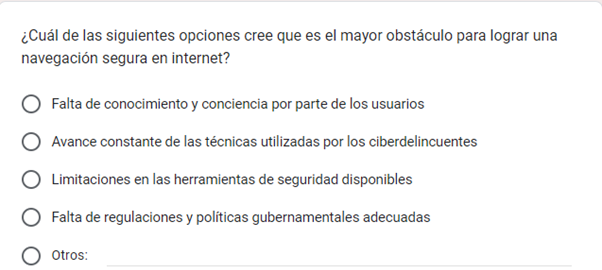 ¿Cuál de las siguientes opciones cree que es el mayor obstáculo para lograr una
navegación segura en internet?
Falta de conocimiento y conciencia por parte de los usuarios
Avance constante de las técnicas utilizadas por los ciberdelincuentes
Limitaciones en las herramientas de seguridad disponibles
Falta de regulaciones y políticas gubernamentales adecuadas
Otros: